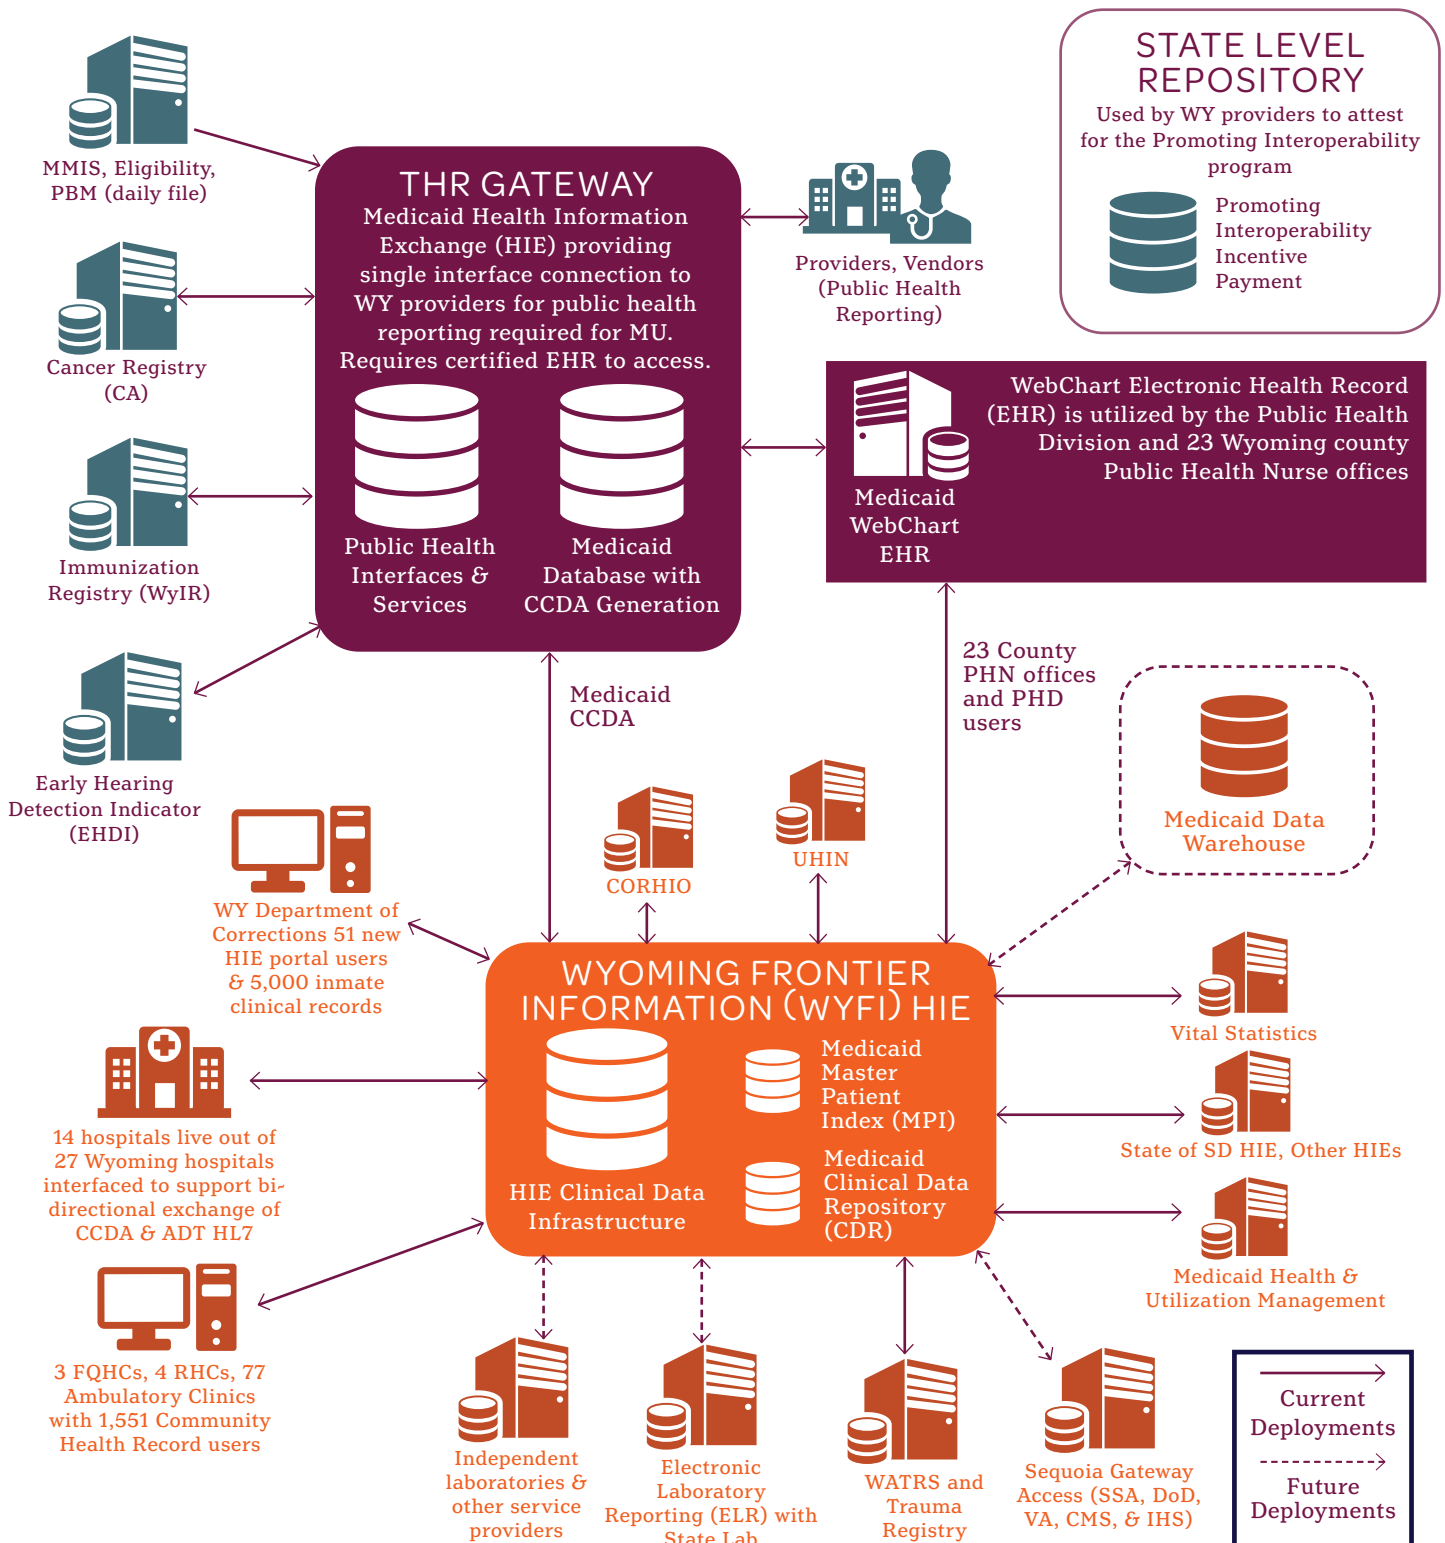 STATE LEVEL
REPOSITORY
Used by WY providers to attest
for the Promoting Interoperability
program
Promoting
Interoperability
Incentive
Payment
MMIS, Eligibility,
PBM (daily file)
THR GATEWAY
Medicaid Health Information
Exchange (HIE) providing
single interface connection to
WY providers for public health
reporting required for MU.
Requires certified EHR to access.
Public Health
Interfaces &
Services
Medicaid
Database with
CCDA Generation
Providers, Vendors
(Public Health
Reporting)
Cancer Registry
(CA)
WebChart Electronic Health Record
(EHR) is utilized by the Public Health
Division and 23 Wyoming county
Public Health Nurse offices
Medicaid
WebChart
EHR
Immunization
Registry (WyIR)
Early Hearing
Detection Indicator
(EHDI)
Medicaid
CCDA
23 County
PHN offices
and PHD
users
Medicaid Data
Warehouse
CORHIO
UHIN
WY Department of
Corrections 51 new
HIE portal users
& 5,000 inmate
clinical records
WYOMING FRONTIER
INFORMATION (WYFI) HIE
HIE Clinical Data
Infrastructure
Medicaid
Master
Patient
Index (MPI)
Medicaid
Clinical Data
Repository
(CDR)
Vital Statistics
State of SD HIE, Other HIEs
Medicaid Health &
Utilization Management
14 hospitals live out of
27 Wyoming hospitals
interfaced to support bi-
directional exchange of
CCDA & ADT HL7
3 FQHCs, 4 RHCs, 77
Ambulatory Clinics
with 1,551 Community
Health Record users
Independent
laboratories &
other service
providers
Electronic
Laboratory
Reporting (ELR) with
State Lab
WATRS and
Trauma
Registry
Sequoia Gateway
Access (SSA, DoD,
VA, CMS, & IHS)
Current
Deployments
Future
Deployments